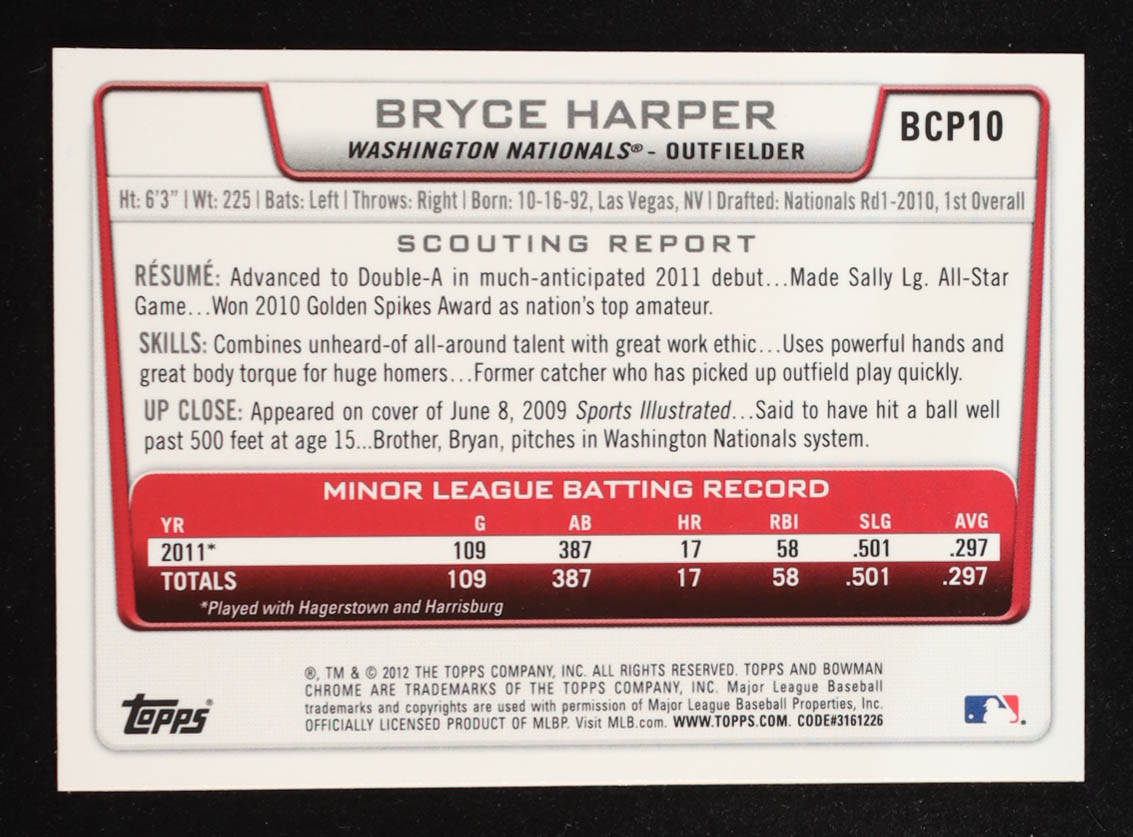 BRYCE HARPER
WASHINGTON NATIONALS® - OUTFIELDER
BCP10
Ht: 6'3" | Wt: 225 | Bats: Left | Throws: Right | Born: 10-16-92, Las Vegas, NV | Drafted: Nationals Rd1-2010, 1st Overall
SCOUTING REPORT
RÉSUMÉ: Advanced to Double-A in much-anticipated 2011 debut...Made Sally Lg. All-Star
Game...Won 2010 Golden Spikes Award as nation's top amateur.
SKILLS: Combines unheard-of all-around talent with great work ethic...Uses powerful hands and
great body torque for huge homers...Former catcher who has picked up outfield play quickly.
UP CLOSE: Appeared on cover of June 8, 2009 Sports Illustrated...Said to have hit a ball well
past 500 feet at age 15...Brother, Bryan, pitches in Washington Nationals system.
MINOR LEAGUE BATTING RECORD
YR G AB HR RBI SLG AVG
2011* 109 387 17 58 .501 .297
TOTALS 109 387 17 58 .501 .297
*Played with Hagerstown and Harrisburg
®, TM & © 2012 THE TOPPS COMPANY, INC. ALL RIGHTS RESERVED. TOPPS AND BOWMAN
CHROME ARE TRADEMARKS OF THE TOPPS COMPANY, INC. Major League Baseball
trademarks and copyrights are used with permission of Major League Baseball Properties, Inc.
OFFICIALLY LICENSED PRODUCT OF MLBP. Visit MLB.com. WWW.TOPPS.COM. CODE#3161226
Topps®